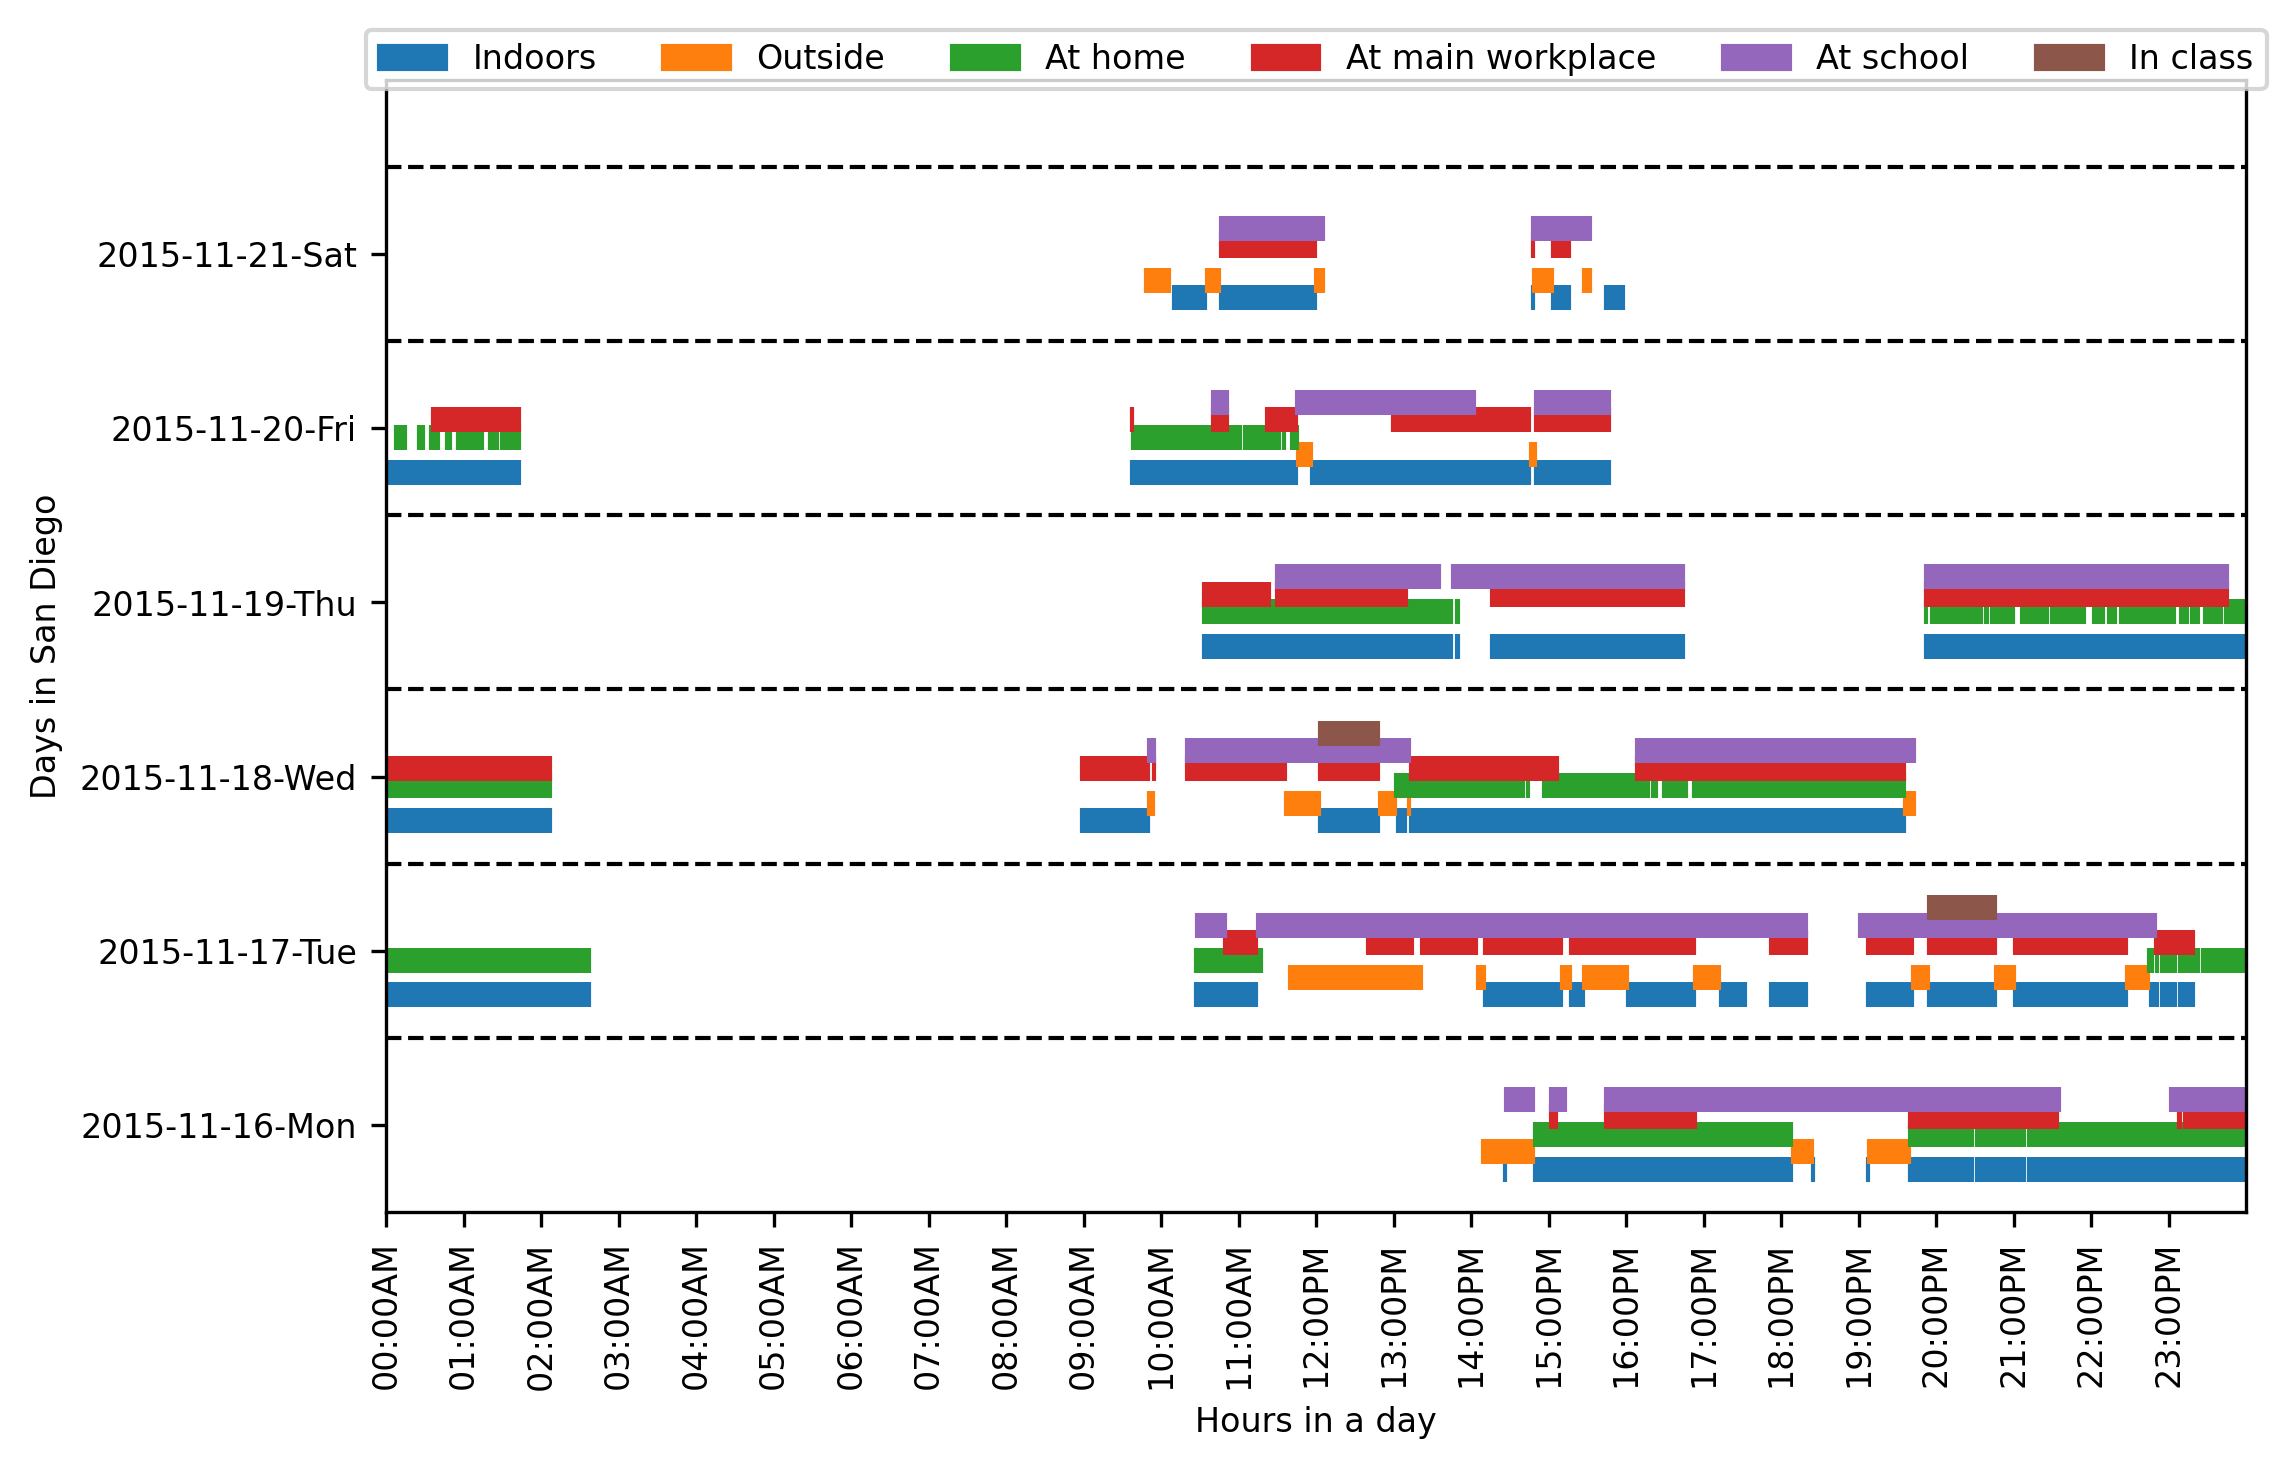 Indoors Outside At home At main workplace At school In class
Days in San Diego
2015-11-21-Sat
2015-11-20-Fri
2015-11-19-Thu
2015-11-18-Wed
2015-11-17-Tue
2015-11-16-Mon
00:00AM
01:00AM
02:00AM
03:00AM
04:00AM
05:00AM
06:00AM
07:00AM
08:00AM
09:00AM
10:00AM
11:00AM
12:00PM
13:00PM
14:00PM
15:00PM
16:00PM
17:00PM
18:00PM
19:00PM
20:00PM
21:00PM
22:00PM
23:00PM
Hours in a day